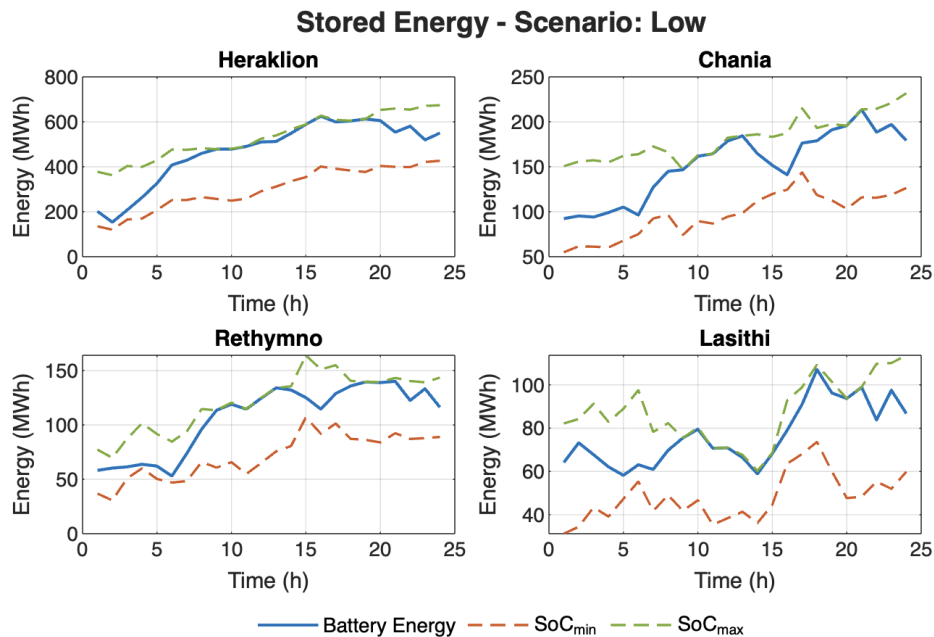 Stored Energy - Scenario: Low
Heraklion
Energy (MWh)
800
600
400
200
0
0 5 10 15 20 25
Time (h)
Chania
Energy (MWh)
250
200
150
100
50
0 5 10 15 20 25
Time (h)
Rethymno
Energy (MWh)
150
100
50
0
0 5 10 15 20 25
Time (h)
Lasithi
Energy (MWh)
100
80
60
40
0 5 10 15 20 25
Time (h)
Battery Energy SoCmin SoCmax